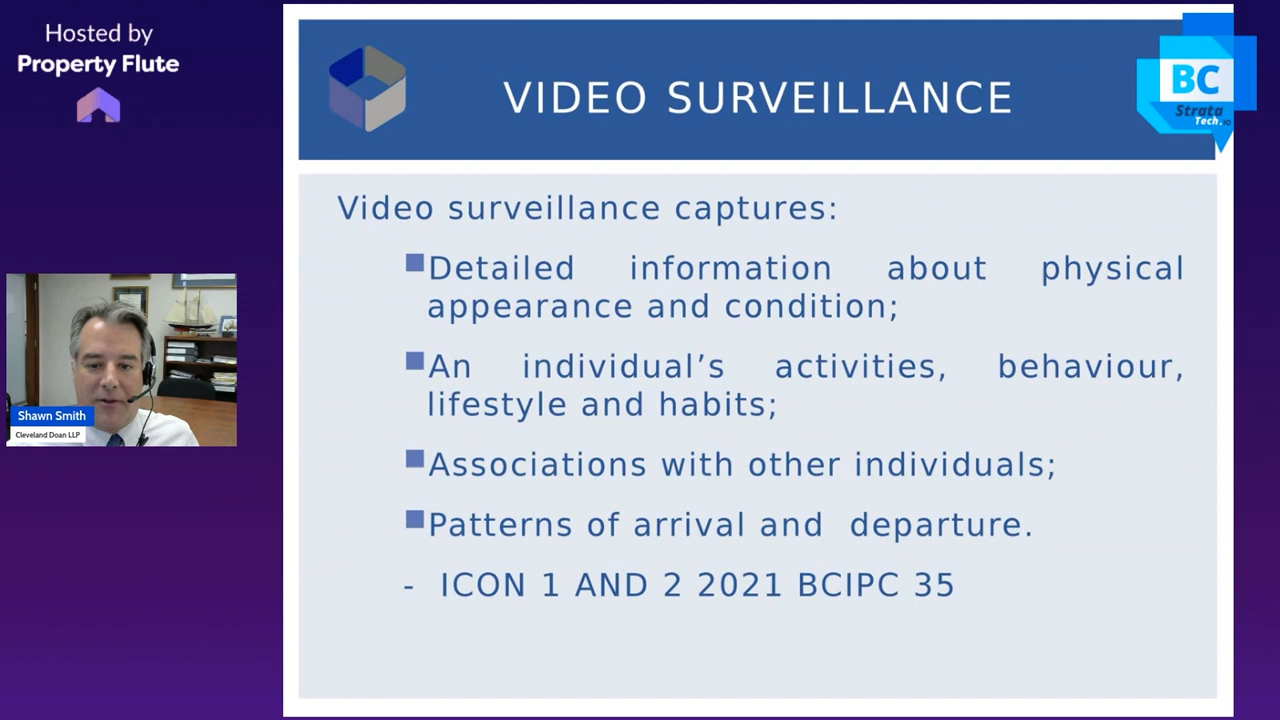 Hosted by
Property Flute
VIDEO SURVEILLANCE
BC
Strata
Tech.io
Video surveillance captures:
Detailed information about physical
appearance and condition;
An individual’s activities, behaviour,
lifestyle and habits;
Associations with other individuals;
Patterns of arrival and departure.
- ICON 1 AND 2 2021 BCIPC 35
Shawn Smith
Cleveland Doan LLP